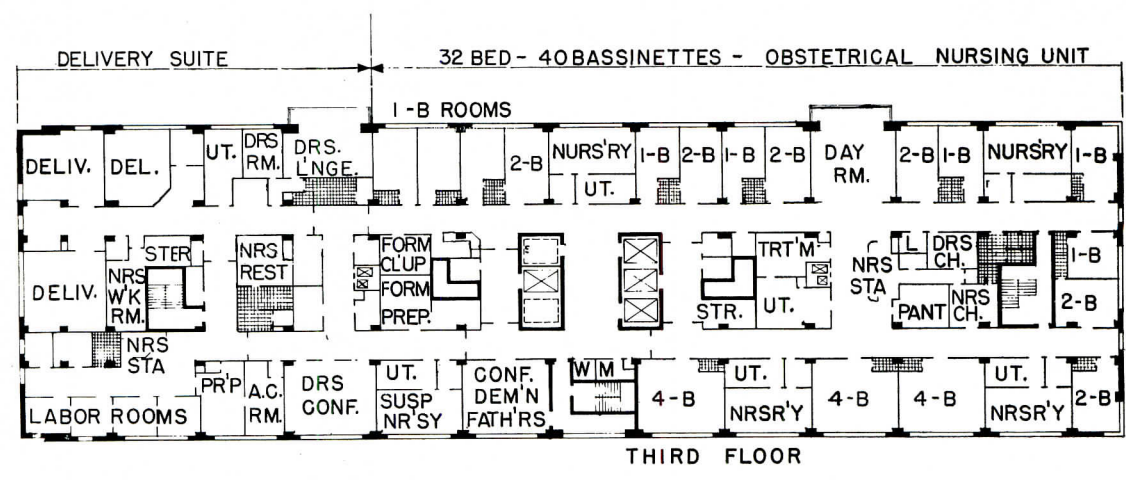 DELIVERY SUITE
32 BED - 40 BASSINETTES - OBSTETRICAL NURSING UNIT
1-B ROOMS
DELIV.
DEL.
UT.
DRS
RM.
DRS.
L'NGE.
2-B
NURS'RY
UT.
1-B
2-B
1-B
2-B
DAY
RM.
2-B
1-B
NURS'RY
1-B
DELIV.
STER
NRS
W'K
RM.
NRS
REST
FORM
CL'UP
FORM
PREP.
STR.
TRT'M
UT.
NRS
STA
L
DRS
CH.
PANT
NRS
CH.
1-B
2-B
NRS
STA
LABOR ROOMS
PR'P
A.C.
RM.
DRS
CONF.
UT.
SUSP
NR'SY
CONF.
DEM'N
FATH'RS
W M
4-B
UT.
NRSR'Y
4-B
4-B
UT.
NRSR'Y
2-B
THIRD FLOOR